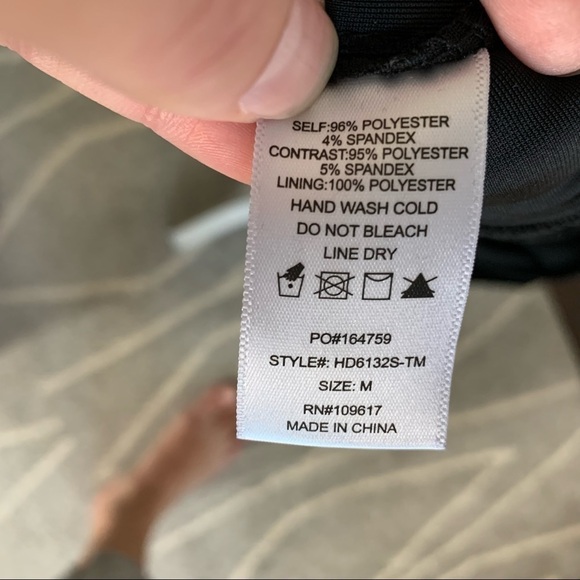 SELF:96% POLYESTER
4% SPANDEX
CONTRAST:95% POLYESTER
5% SPANDEX
LINING:100% POLYESTER
HAND WASH COLD
DO NOT BLEACH
LINE DRY
PO#164759
STYLE#: HD6132S-TM
SIZE: M
RN#109617
MADE IN CHINA